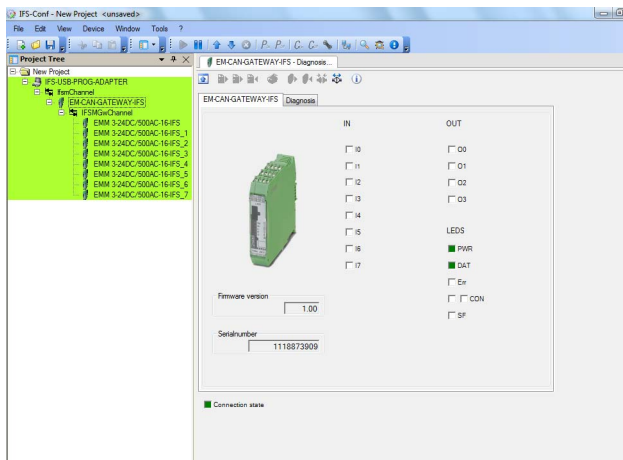 IFS-Conf - New Project <unsaved>
File Edit View Device Window Tools ?
Project Tree
New Project
IFS-USB-PROG-ADAPTER
IfsmChannel
EM-CAN-GATEWAY-IFS
IFSMGwChannel
EMM 3-24DC/500AC-16-IFS
EMM 3-24DC/500AC-16-IFS_1
EMM 3-24DC/500AC-16-IFS_2
EMM 3-24DC/500AC-16-IFS_3
EMM 3-24DC/500AC-16-IFS_4
EMM 3-24DC/500AC-16-IFS_5
EMM 3-24DC/500AC-16-IFS_6
EMM 3-24DC/500AC-16-IFS_7
EM-CAN-GATEWAY-IFS - Diagnosis...
EM-CAN-GATEWAY-IFS Diagnosis
IN OUT
I0 O0
I1 O1
I2 O2
I3 O3
I4
I5 LEDS
I6 PWR
I7 DAT
Err
CON
SF
Firmware version
1.00
Serialnumber
1118873909
Connection state